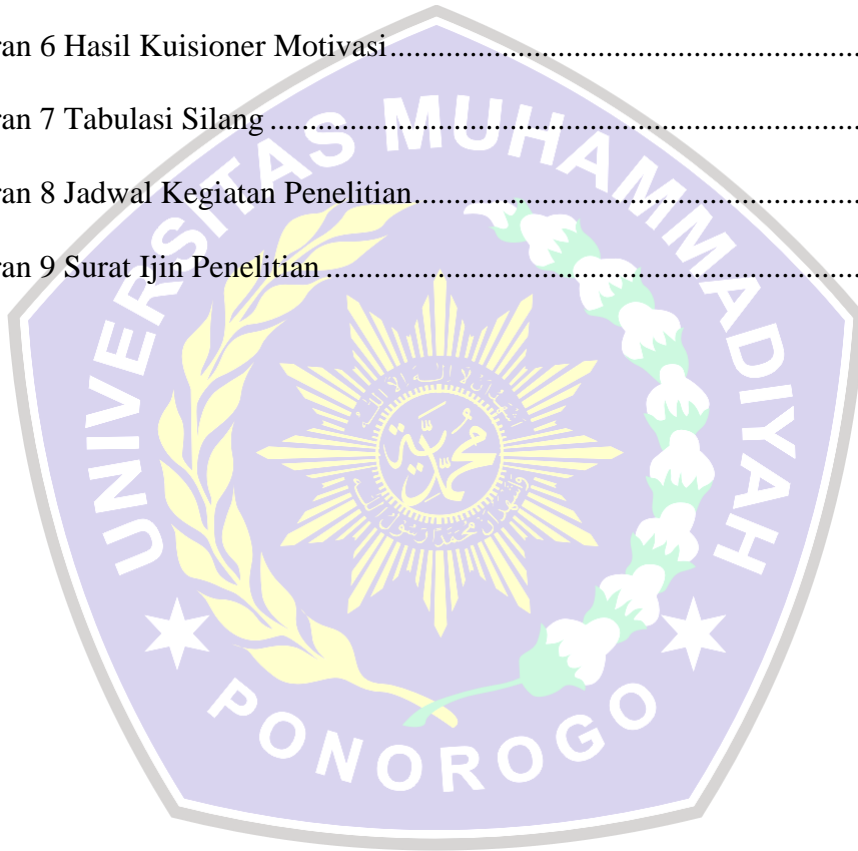 ran 6 Hasil Kuisioner Motivasi........................................................
ran 7 Tabulasi Silang........................................................................
ran 8 Jadwal Kegiatan Penelitian.....................................................
ran 9 Surat Ijin Penelitian................................................................
UNIVERSITAS MUHAMMADIYAH
محمدية
PONOROGO